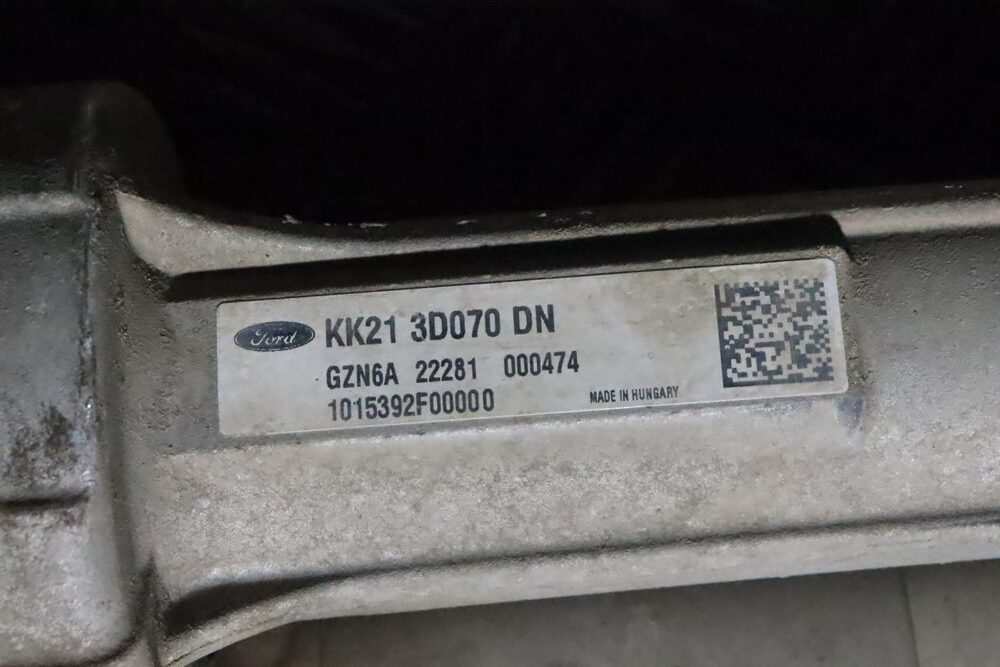 Ford
KK21 3D070 DN
GZN6A 22281 000474
1015392F00000
MADE IN HUNGARY